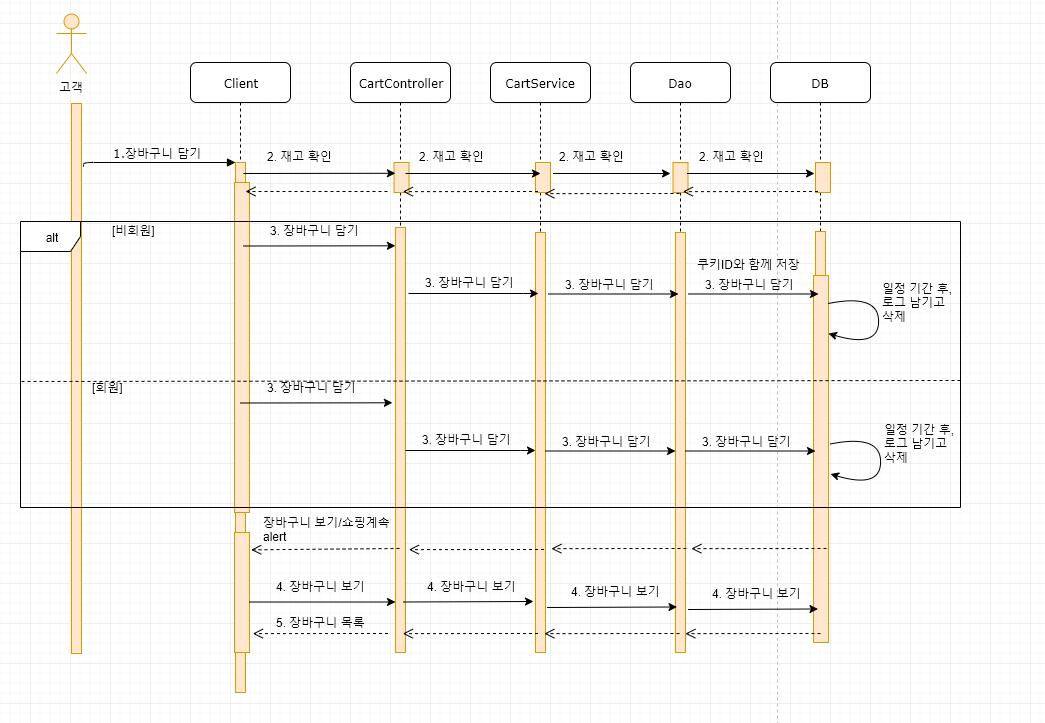 고객
Client
CartController
CartService
Dao
DB
1.장바구니 담기
2. 재고 확인
2. 재고 확인
2. 재고 확인
2. 재고 확인
alt
[비회원]
3. 장바구니 담기
쿠키ID와 함께 저장
3. 장바구니 담기
3. 장바구니 담기
3. 장바구니 담기
일정 기간 후,
로그 남기고
삭제
[회원]
3. 장바구니 담기
3. 장바구니 담기
3. 장바구니 담기
3. 장바구니 담기
일정 기간 후,
로그 남기고
삭제
장바구니 보기/쇼핑계속
alert
4. 장바구니 보기
4. 장바구니 보기
4. 장바구니 보기
4. 장바구니 보기
5. 장바구니 목록